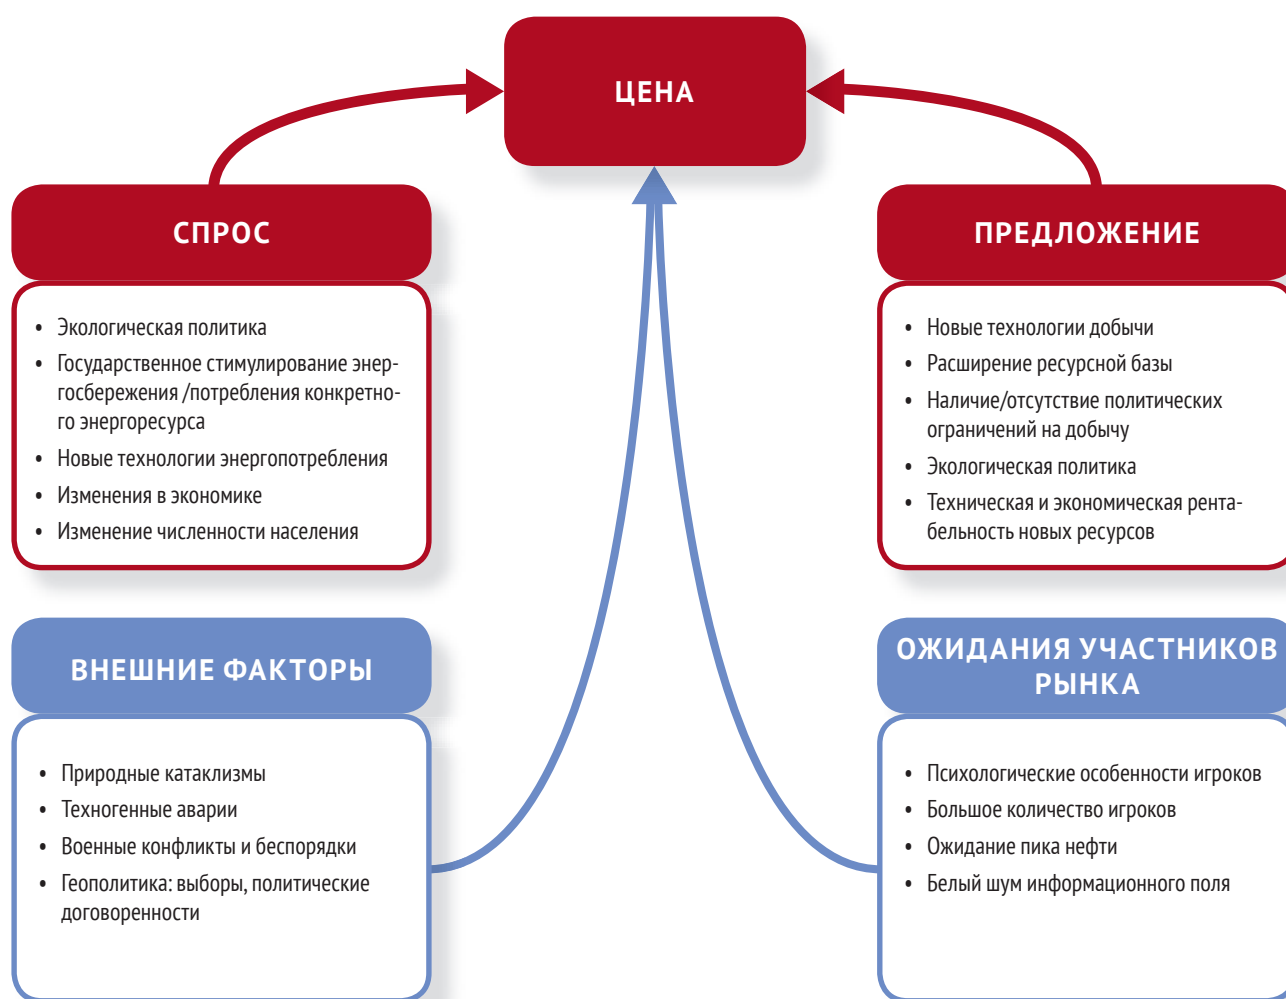 ЦЕНА
СПРОС
• Экологическая политика
• Государственное стимулирование энер-
госбережения /потребления конкретно-
го энергоресурса
• Новые технологии энергопотребления
• Изменения в экономике
• Изменение численности населения
ПРЕДЛОЖЕНИЕ
• Новые технологии добычи
• Расширение ресурсной базы
• Наличие/отсутствие политических
ограничений на добычу
• Экологическая политика
• Техническая и экономическая рента-
бельность новых ресурсов
ВНЕШНИЕ ФАКТОРЫ
• Природные катаклизмы
• Техногенные аварии
• Военные конфликты и беспорядки
• Геополитика: выборы, политические
договоренности
ОЖИДАНИЯ УЧАСТНИКОВ
РЫНКА
• Психологические особенности игроков
• Большое количество игроков
• Ожидание пика нефти
• Белый шум информационного поля